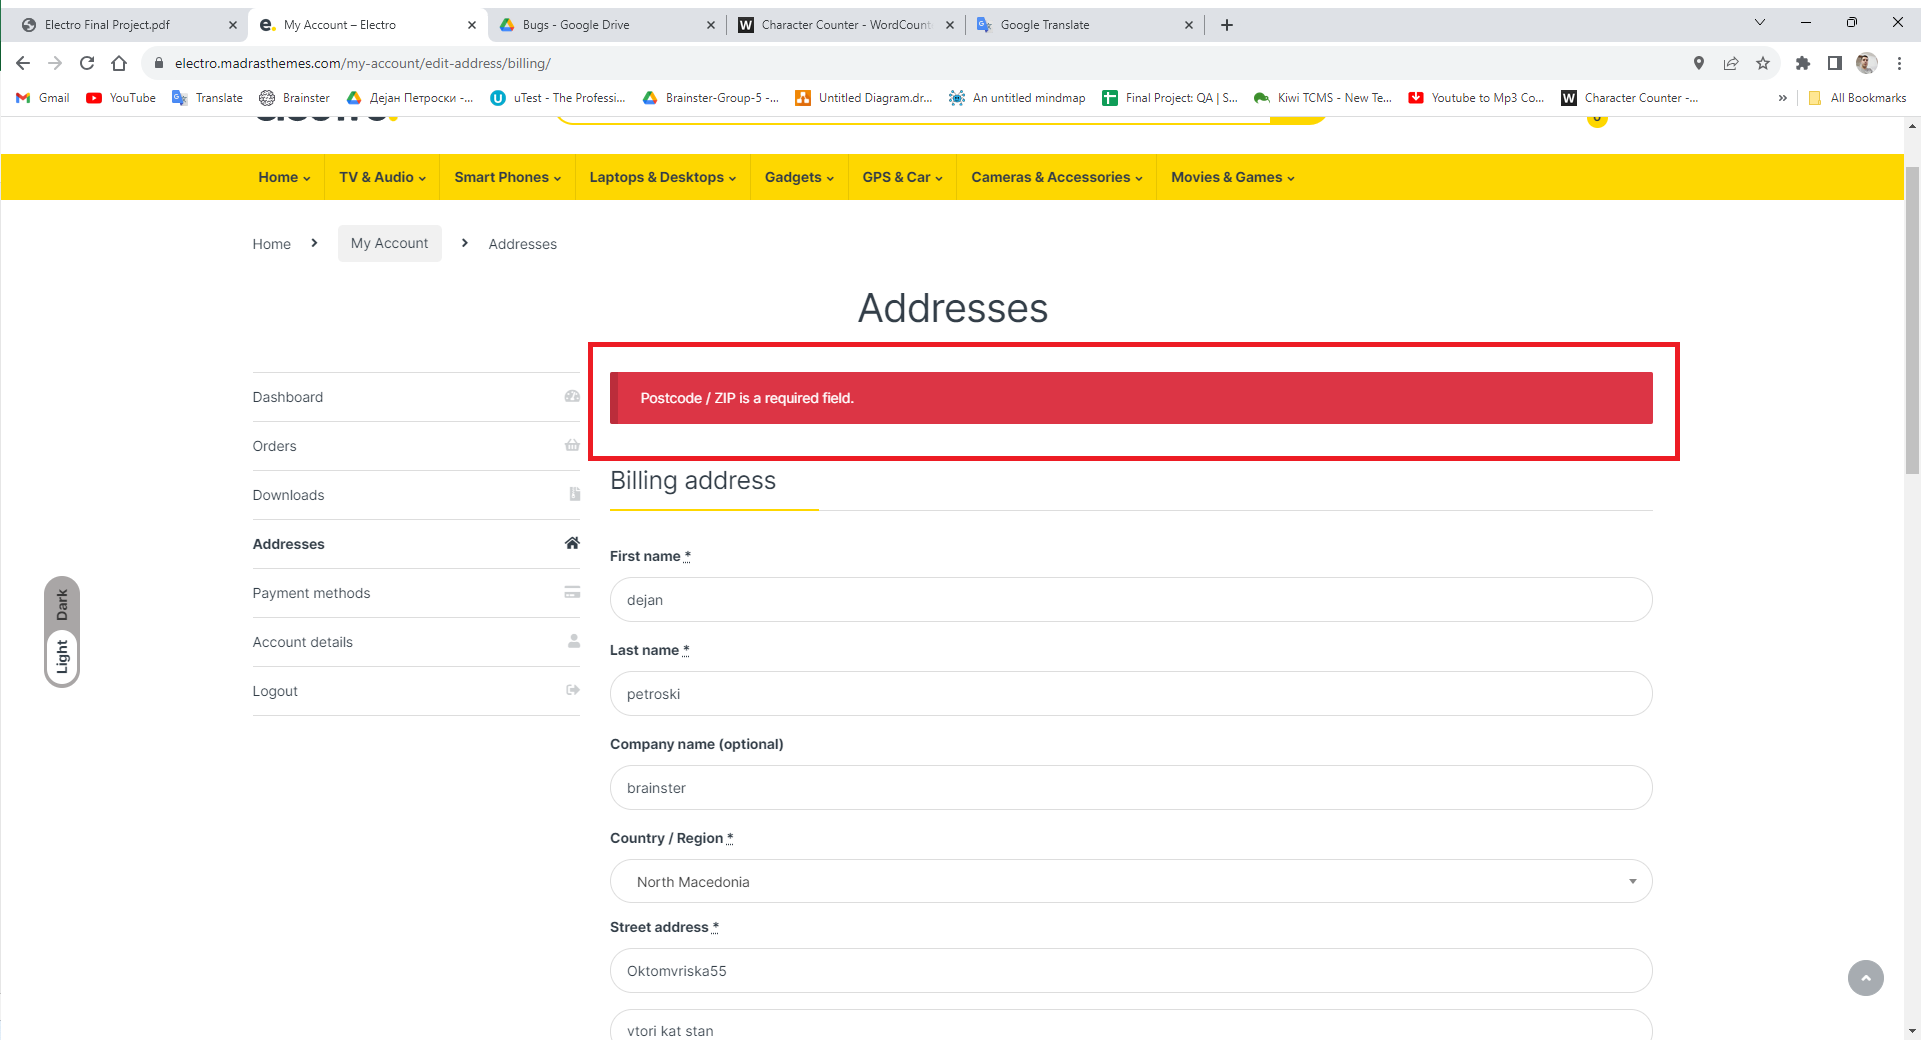 Electro Final Project.pdf
My Account – Electro
Bugs - Google Drive
Character Counter - WordCount
Google Translate
electro.madrasthemes.com/my-account/edit-address/billing/
Gmail
YouTube
Translate
Brainster
Дејан Петроски -...
uTest - The Professi...
Brainster-Group-5 -...
Untitled Diagram.dr...
An untitled mindmap
Final Project: QA | S...
Kiwi TCMS - New Te...
Youtube to Mp3 Co...
Character Counter -...
All Bookmarks
Home
TV & Audio
Smart Phones
Laptops & Desktops
Gadgets
GPS & Car
Cameras & Accessories
Movies & Games
Home
My Account
Addresses
Addresses
Dashboard
Orders
Downloads
Addresses
Payment methods
Account details
Logout
Dark
Light
Postcode / ZIP is a required field.
Billing address
First name *
dejan
Last name *
petroski
Company name (optional)
brainster
Country / Region *
North Macedonia
Street address *
Oktomvriska55
vtori kat stan